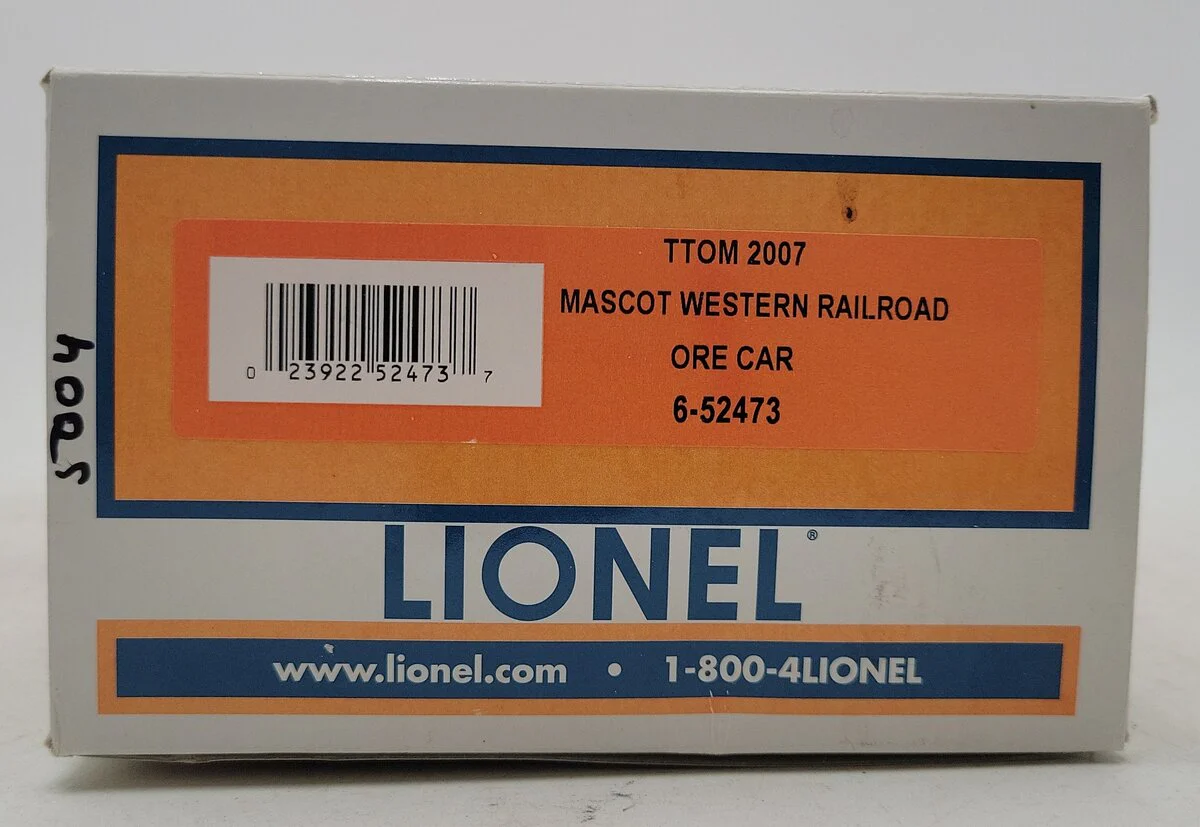 TTOM 2007
MASCOT WESTERN RAILROAD
ORE CAR
6-52473
0 23922 52473 7
LIONEL®
www.lionel.com • 1-800-4LIONEL